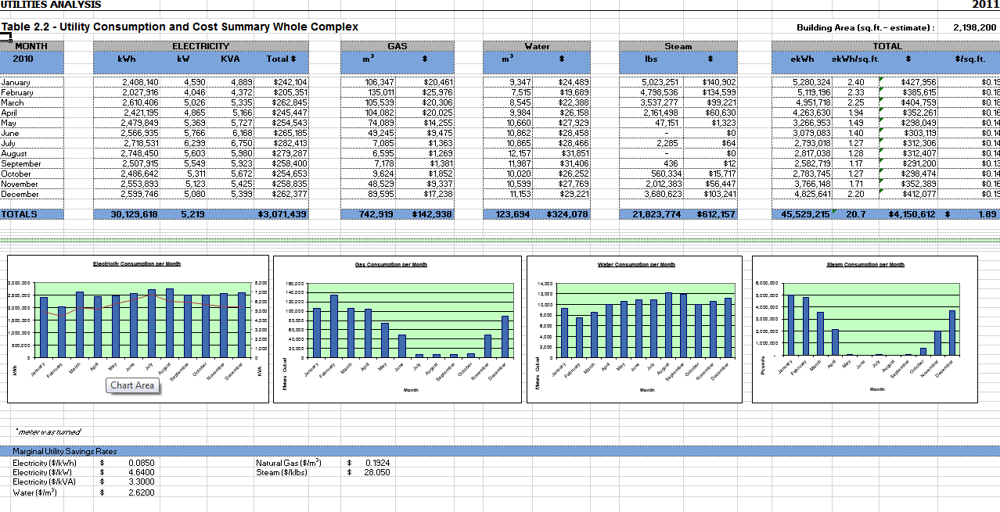 UTILITIES ANALYSIS 2011
Table 2.2 - Utility Consumption and Cost Summary Whole Complex Building Area (sq.ft.- estimate) : 2,198,200
MONTH ELECTRICITY GAS Water Steam TOTAL
2010 kWh kW KVA Total $ m³ $ m³ $ lbs $ ekWh ekWh/sq.ft. $ $/sq.ft.
January 2,408,140 4,590 4,889 $242,104 106,347 $20,461 9,347 $24,489 5,023,251 $140,902 5,280,324 2.40 $427,956
February 2,027,916 4,046 4,372 $205,351 135,011 $25,976 7,515 $19,689 4,798,536 $134,599 5,119,196 2.33 $385,615
March 2,610,406 5,026 5,335 $262,845 105,539 $20,306 8,545 $22,388 3,537,277 $99,221 4,951,718 2.25 $404,759
April 2,421,195 4,865 5,166 $245,447 104,082 $20,025 9,984 $26,158 2,161,498 $60,630 4,263,630 1.94 $352,261
May 2,479,849 5,369 5,727 $254,543 74,089 $14,255 10,660 $27,929 47,151 $1,323 3,266,953 1.49 $298,049
June 2,566,935 5,766 6,168 $265,185 49,245 $9,475 10,862 $28,458 - $0 3,079,083 1.40 $303,119
July 2,718,531 6,299 6,750 $282,413 7,085 $1,363 10,865 $28,466 2,285 $64 2,793,016 1.27 $312,306
August 2,748,450 5,603 5,980 $279,287 6,595 $1,269 12,157 $31,851 - $0 2,817,036 1.28 $312,407
September 2,507,915 5,549 5,923 $258,400 7,178 $1,381 11,987 $31,406 436 $12 2,582,719 1.17 $291,200
October 2,486,642 5,311 5,672 $254,653 9,624 $1,852 10,020 $26,252 560,334 $15,717 2,783,745 1.27 $298,474
November 2,553,893 5,123 5,425 $258,835 48,529 $9,337 10,599 $27,769 2,012,383 $56,447 3,766,148 1.71 $352,389
December 2,599,746 5,080 5,399 $262,377 89,595 $17,238 11,153 $29,221 3,680,623 $103,241 4,825,641 2.20 $412,077
TOTALS 30,129,618 5,219 $3,071,439 742,919 $142,938 123,694 $324,078 21,823,774 $612,157 45,529,215 20.7 $4,150,612 $ 1.89
Electricity Consumption per Month
3,000,000 2,500,000 2,000,000 1,500,000 1,000,000 500,000 0
8,000 7,000 6,000 5,000 4,000 3,000 2,000 1,000 0
kWh KVA
January February March April May June July August September October November December
Chart Area
Gas Consumption per Month
160,000 140,000 120,000 100,000 80,000 60,000 40,000 20,000 0
Meters Cubed
January February March April May June July August September October November December
Month
Water Consumption per Month
14,000 12,000 10,000 8,000 6,000 4,000 2,000 0
Meters Cubed
January February March April May June July August September October November December
Month
Steam Consumption per Month
6,000,000 5,000,000 4,000,000 3,000,000 2,000,000 1,000,000 -
Pounds
January February March April May June July August September October November December
Month
*meter was turned
Marginal Utility Savings Rates
Electricity ($/kWh) $ 0.0850 Natural Gas ($/m³) $ 0.1924
Electricity ($/kW) $ 4.6400 Steam ($/klbs) $ 28.050
Electricity ($/kVA) $ 3.3000
Water ($/m³) $ 2.6200